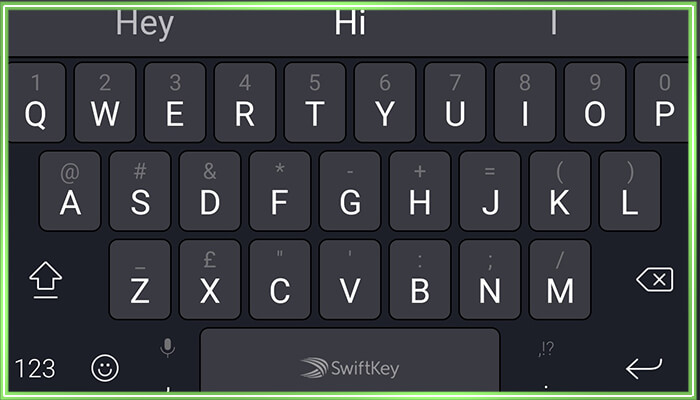 Hey Hi I
1 2 3 4 5 6 7 8 9 0
Q W E R T Y U I O P
@ # & * - + = ( )
A S D F G H J K L
_ £ " ' : ; /
Z X C V B N M
,!?
123 SwiftKey